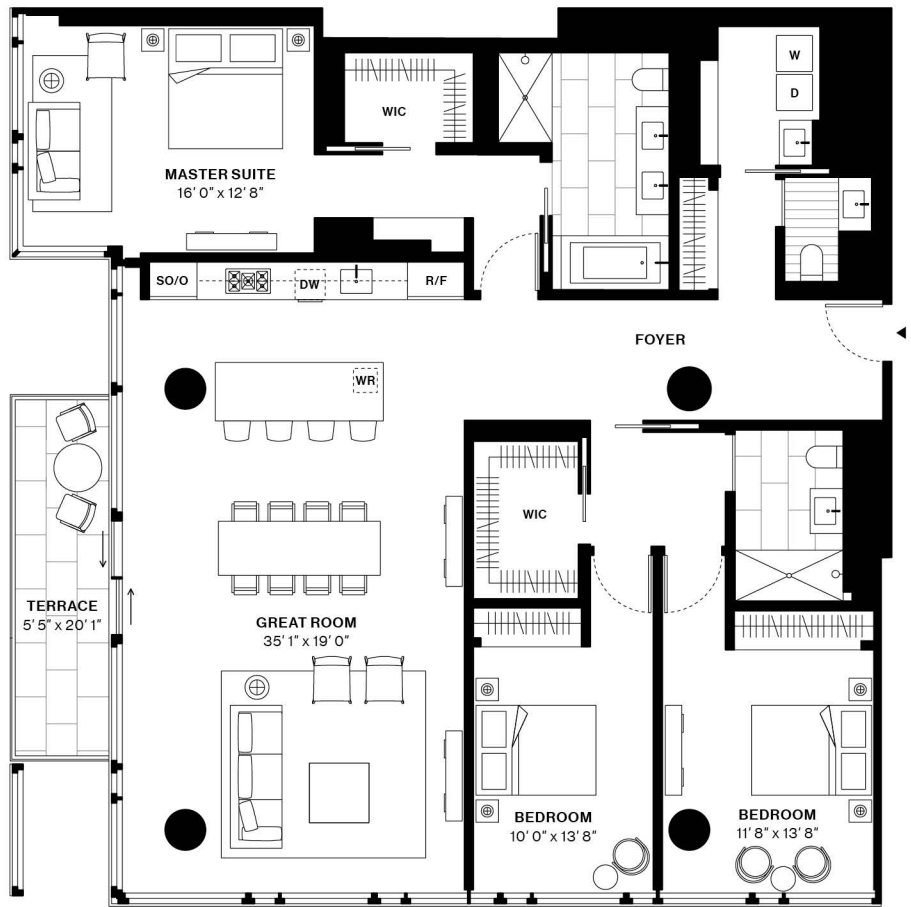 W
D
WIC
MASTER SUITE
16' 0" x 12' 8"
SO/O
DW
R/F
FOYER
WR
WIC
TERRACE
5' 5" x 20' 1"
GREAT ROOM
35' 1" x 19' 0"
BEDROOM
10' 0" x 13' 8"
BEDROOM
11' 8" x 13' 8"